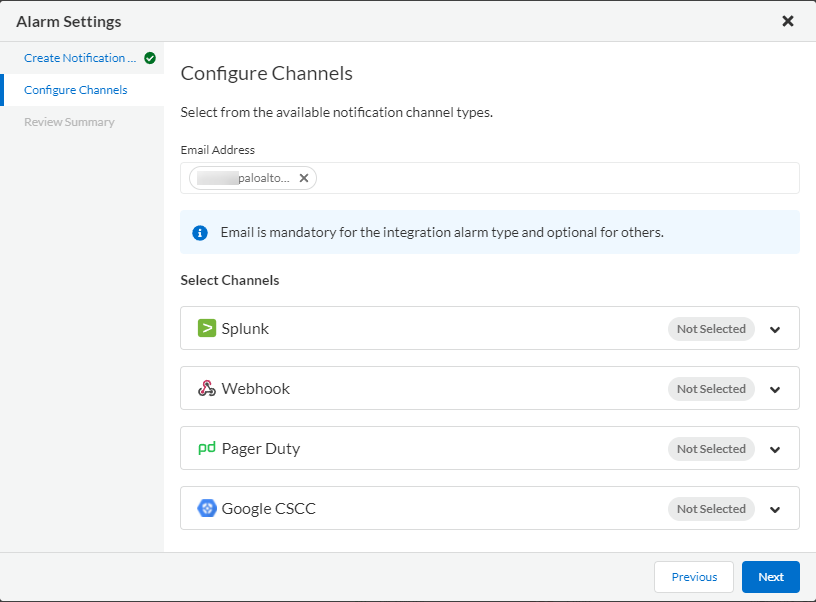 Alarm Settings
Create Notification ...
Configure Channels
Review Summary
Configure Channels
Select from the available notification channel types.
Email Address
paloalto...
Email is mandatory for the integration alarm type and optional for others.
Select Channels
Splunk Not Selected
Webhook Not Selected
pd Pager Duty Not Selected
Google CSCC Not Selected
Previous Next